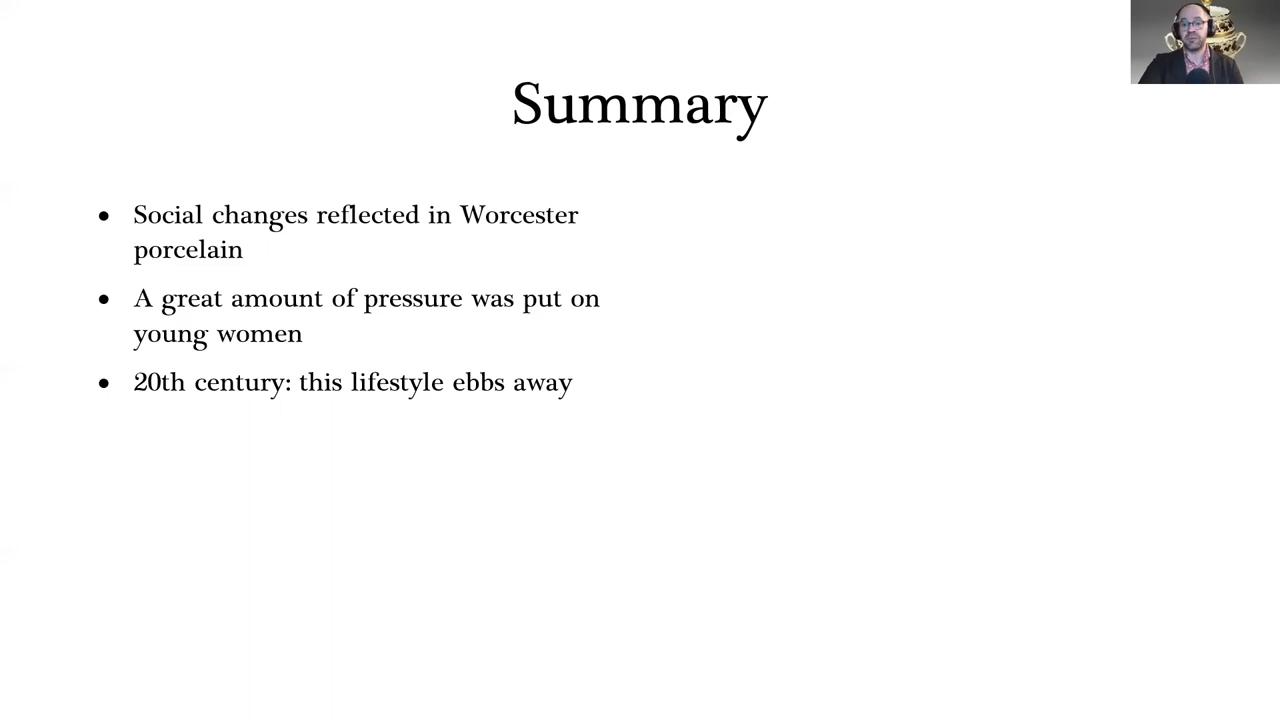 Summary
• Social changes reflected in Worcester
porcelain
• A great amount of pressure was put on
young women
• 20th century: this lifestyle ebbs away